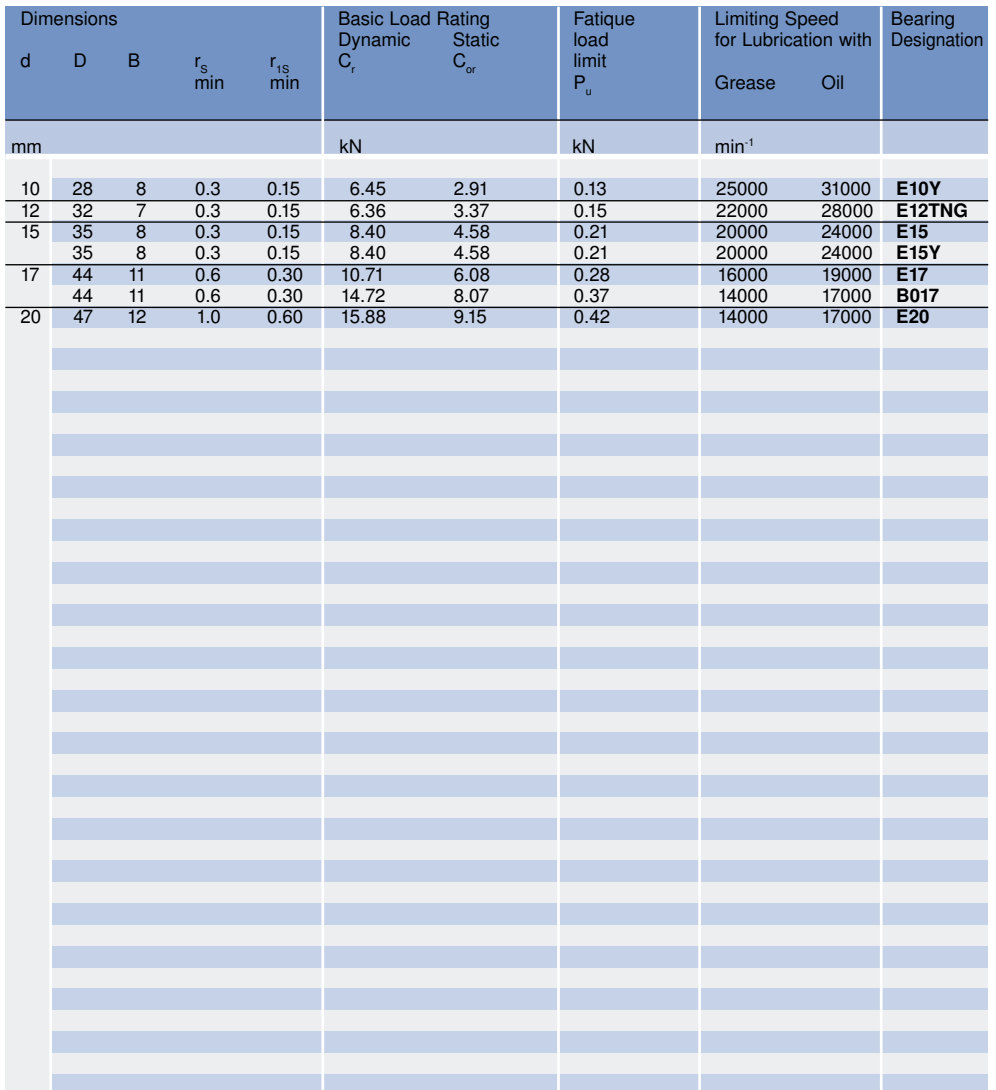 Dimensions Basic Load Rating Fatique Limiting Speed Bearing
Dynamic Static load for Lubrication with Designation
d D B r_S r_1S C_r C_or limit
min min P_u Grease Oil
mm kN kN min⁻¹
10 28 8 0.3 0.15 6.45 2.91 0.13 25000 31000 E10Y
12 32 7 0.3 0.15 6.36 3.37 0.15 22000 28000 E12TNG
15 35 8 0.3 0.15 8.40 4.58 0.21 20000 24000 E15
35 8 0.3 0.15 8.40 4.58 0.21 20000 24000 E15Y
17 44 11 0.6 0.30 10.71 6.08 0.28 16000 19000 E17
44 11 0.6 0.30 14.72 8.07 0.37 14000 17000 B017
20 47 12 1.0 0.60 15.88 9.15 0.42 14000 17000 E20